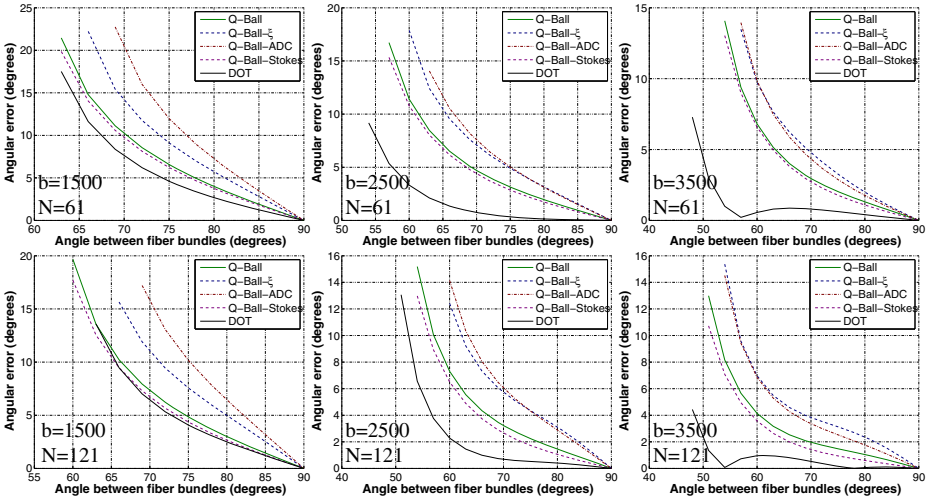 25
20
15
10
5
0
60 65 70 75 80 85 90
Angular error (degrees)
Angle between fiber bundles (degrees)
Q-Ball
Q-Ball-ξ
Q-Ball-ADC
Q-Ball-Stokes
DOT
b=1500
N=61
25
20
15
10
5
0
50 55 60 65 70 75 80 85 90
Angular error (degrees)
Angle between fiber bundles (degrees)
Q-Ball
Q-Ball-ξ
Q-Ball-ADC
Q-Ball-Stokes
DOT
b=2500
N=61
15
10
5
0
40 50 60 70 80 90
Angular error (degrees)
Angle between fiber bundles (degrees)
Q-Ball
Q-Ball-ξ
Q-Ball-ADC
Q-Ball-Stokes
DOT
b=3500
N=61
20
15
10
5
0
55 60 65 70 75 80 85 90
Angular error (degrees)
Angle between fiber bundles (degrees)
Q-Ball
Q-Ball-ξ
Q-Ball-ADC
Q-Ball-Stokes
DOT
b=1500
N=121
16
14
12
10
8
6
4
2
0
40 50 60 70 80 90
Angular error (degrees)
Angle between fiber bundles (degrees)
Q-Ball
Q-Ball-ξ
Q-Ball-ADC
Q-Ball-Stokes
DOT
b=2500
N=121
16
14
12
10
8
6
4
2
0
40 50 60 70 80 90
Angular error (degrees)
Angle between fiber bundles (degrees)
Q-Ball
Q-Ball-ξ
Q-Ball-ADC
Q-Ball-Stokes
DOT
b=3500
N=121